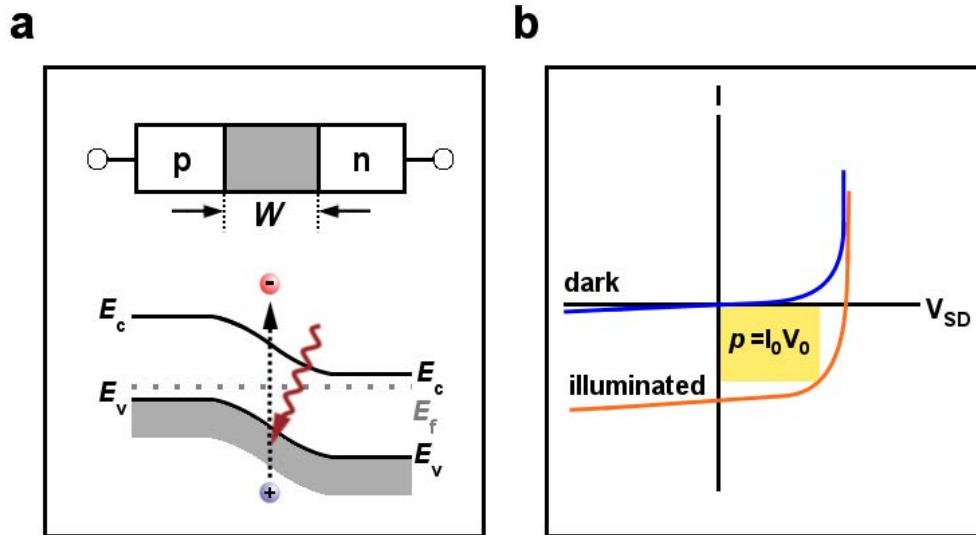 a
p
n
W
-
E_c
E_c
E_v
E_f
E_v
+
b
I
dark
V_SD
p =I_0V_0
illuminated